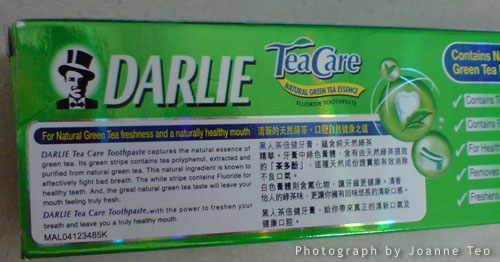 DARLIE
TeaCare
NATURAL GREEN TEA ESSENCE
FLUORIDE TOOTHPASTE
Contains
Green Tea
Contains
Contains F
For Health
Removes
Freshens
For Natural Green Tea freshness and a naturally healthy mouth
DARLIE Tea Care Toothpaste captures the natural essence of
green tea. Its green stripe contains tea polyphenol, extracted and
purified from natural green tea. This natural ingredient is known to
effectively fight bad breath. The white stripe contains Fluoride for
healthy teeth. And, the great natural green tea taste will leave your
mouth feeling truly fresh.
DARLIE Tea Care Toothpaste, with the power to freshen your
breath and leave you a truly healthy mouth.
MAL04123485K
清新的天然綠茶，口腔自然健康之道
黑人茶倍健牙膏，蘊含純天然綠茶
精華。牙膏中綠色膏體，含有由天然綠茶提取
的「茶多酚」，這種天然成份證實能有效消除
不良口氣。
白色膏體則含氟化物，讓牙齒更健康。清香
怡人的綠茶味，更讓你擁有回味悠長的清新口感。
黑人茶倍健牙膏，給你帶來真正的清新口氣及
健康口腔。
Photograph by Joanne Teo